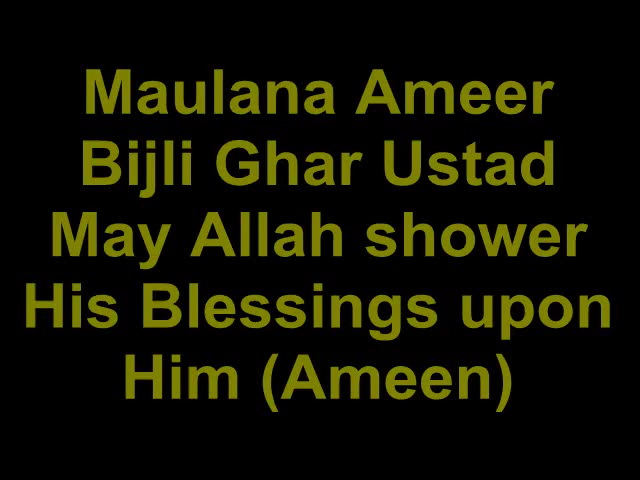 Maulana Ameer
Bijli Ghar Ustad
May Allah shower
His Blessings upon
Him (Ameen)